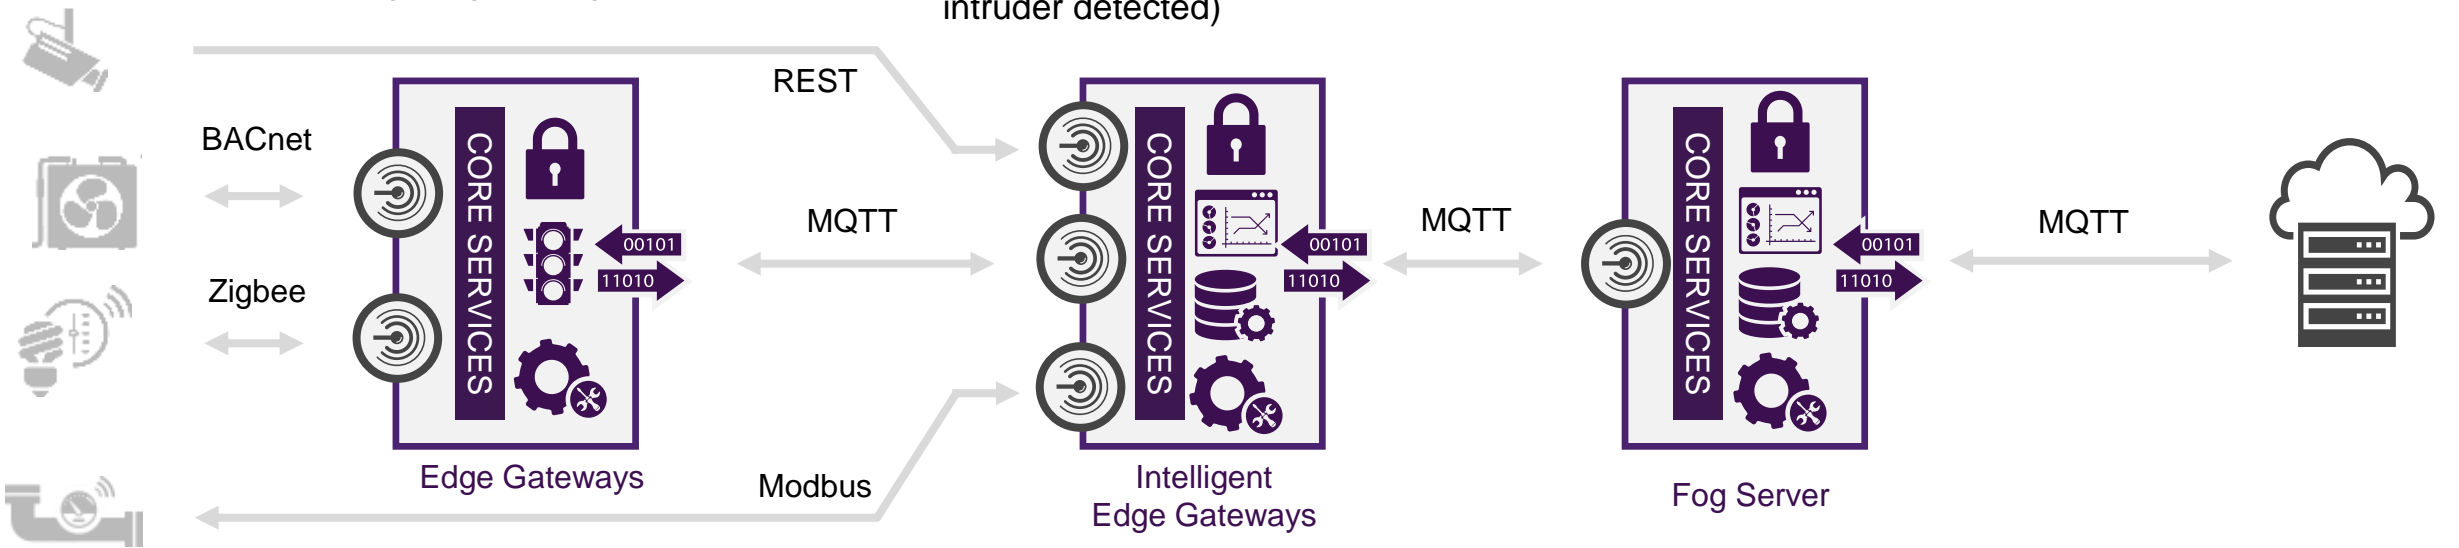 intruder detected)
REST
BACnet
Zigbee
CORE SERVICES
00101
11010
Edge Gateways
MQTT
Modbus
CORE SERVICES
00101
11010
Intelligent
Edge Gateways
MQTT
CORE SERVICES
00101
11010
Fog Server
MQTT